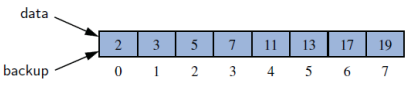 data
2 3 5 7 11 13 17 19
backup
0 1 2 3 4 5 6 7